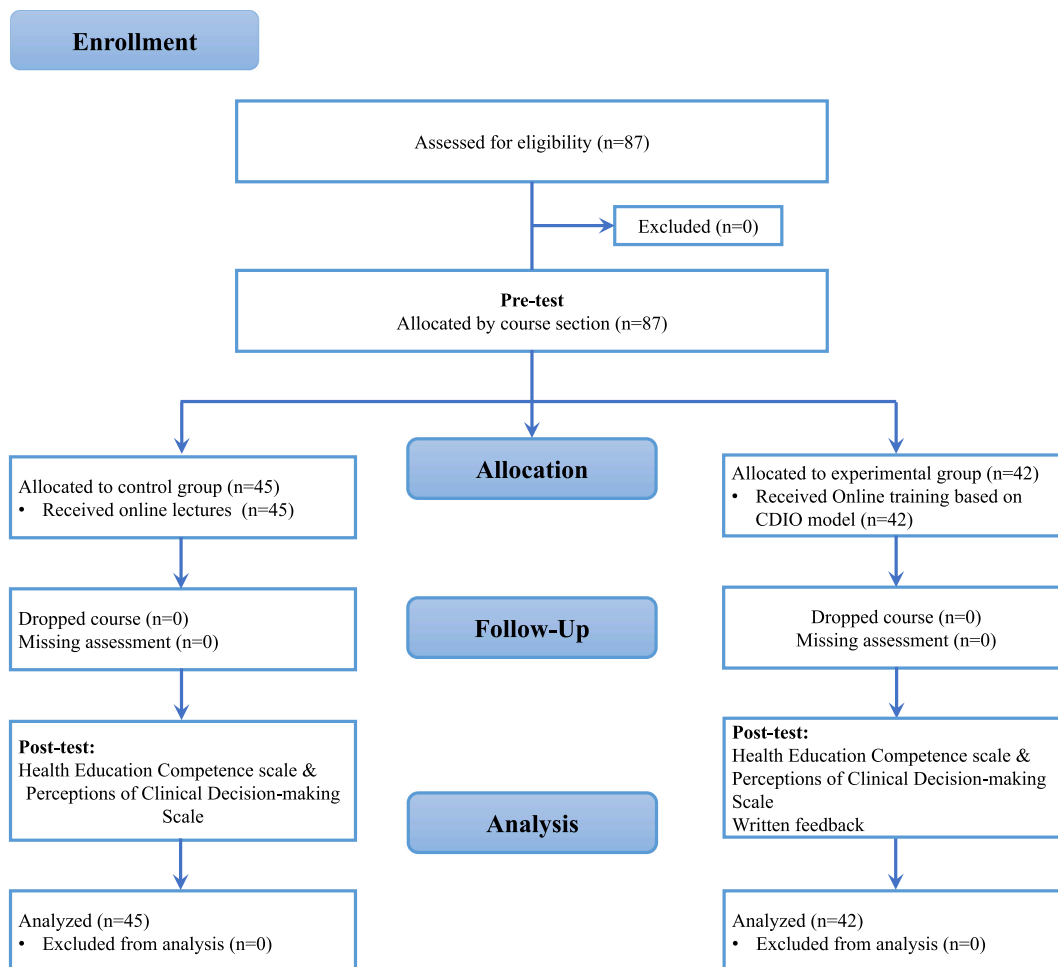 Enrollment
Assessed for eligibility (n=87)
Excluded (n=0)
Pre-test
Allocated by course section (n=87)
Allocation
Allocated to control group (n=45)
• Received online lectures (n=45)
Allocated to experimental group (n=42)
• Received Online training based on
CDIO model (n=42)
Follow-Up
Dropped course (n=0)
Missing assessment (n=0)
Dropped course (n=0)
Missing assessment (n=0)
Post-test:
Health Education Competence scale &
Perceptions of Clinical Decision-making
Scale
Post-test:
Health Education Competence scale &
Perceptions of Clinical Decision-making
Scale
Written feedback
Analysis
Analyzed (n=45)
• Excluded from analysis (n=0)
Analyzed (n=42)
• Excluded from analysis (n=0)